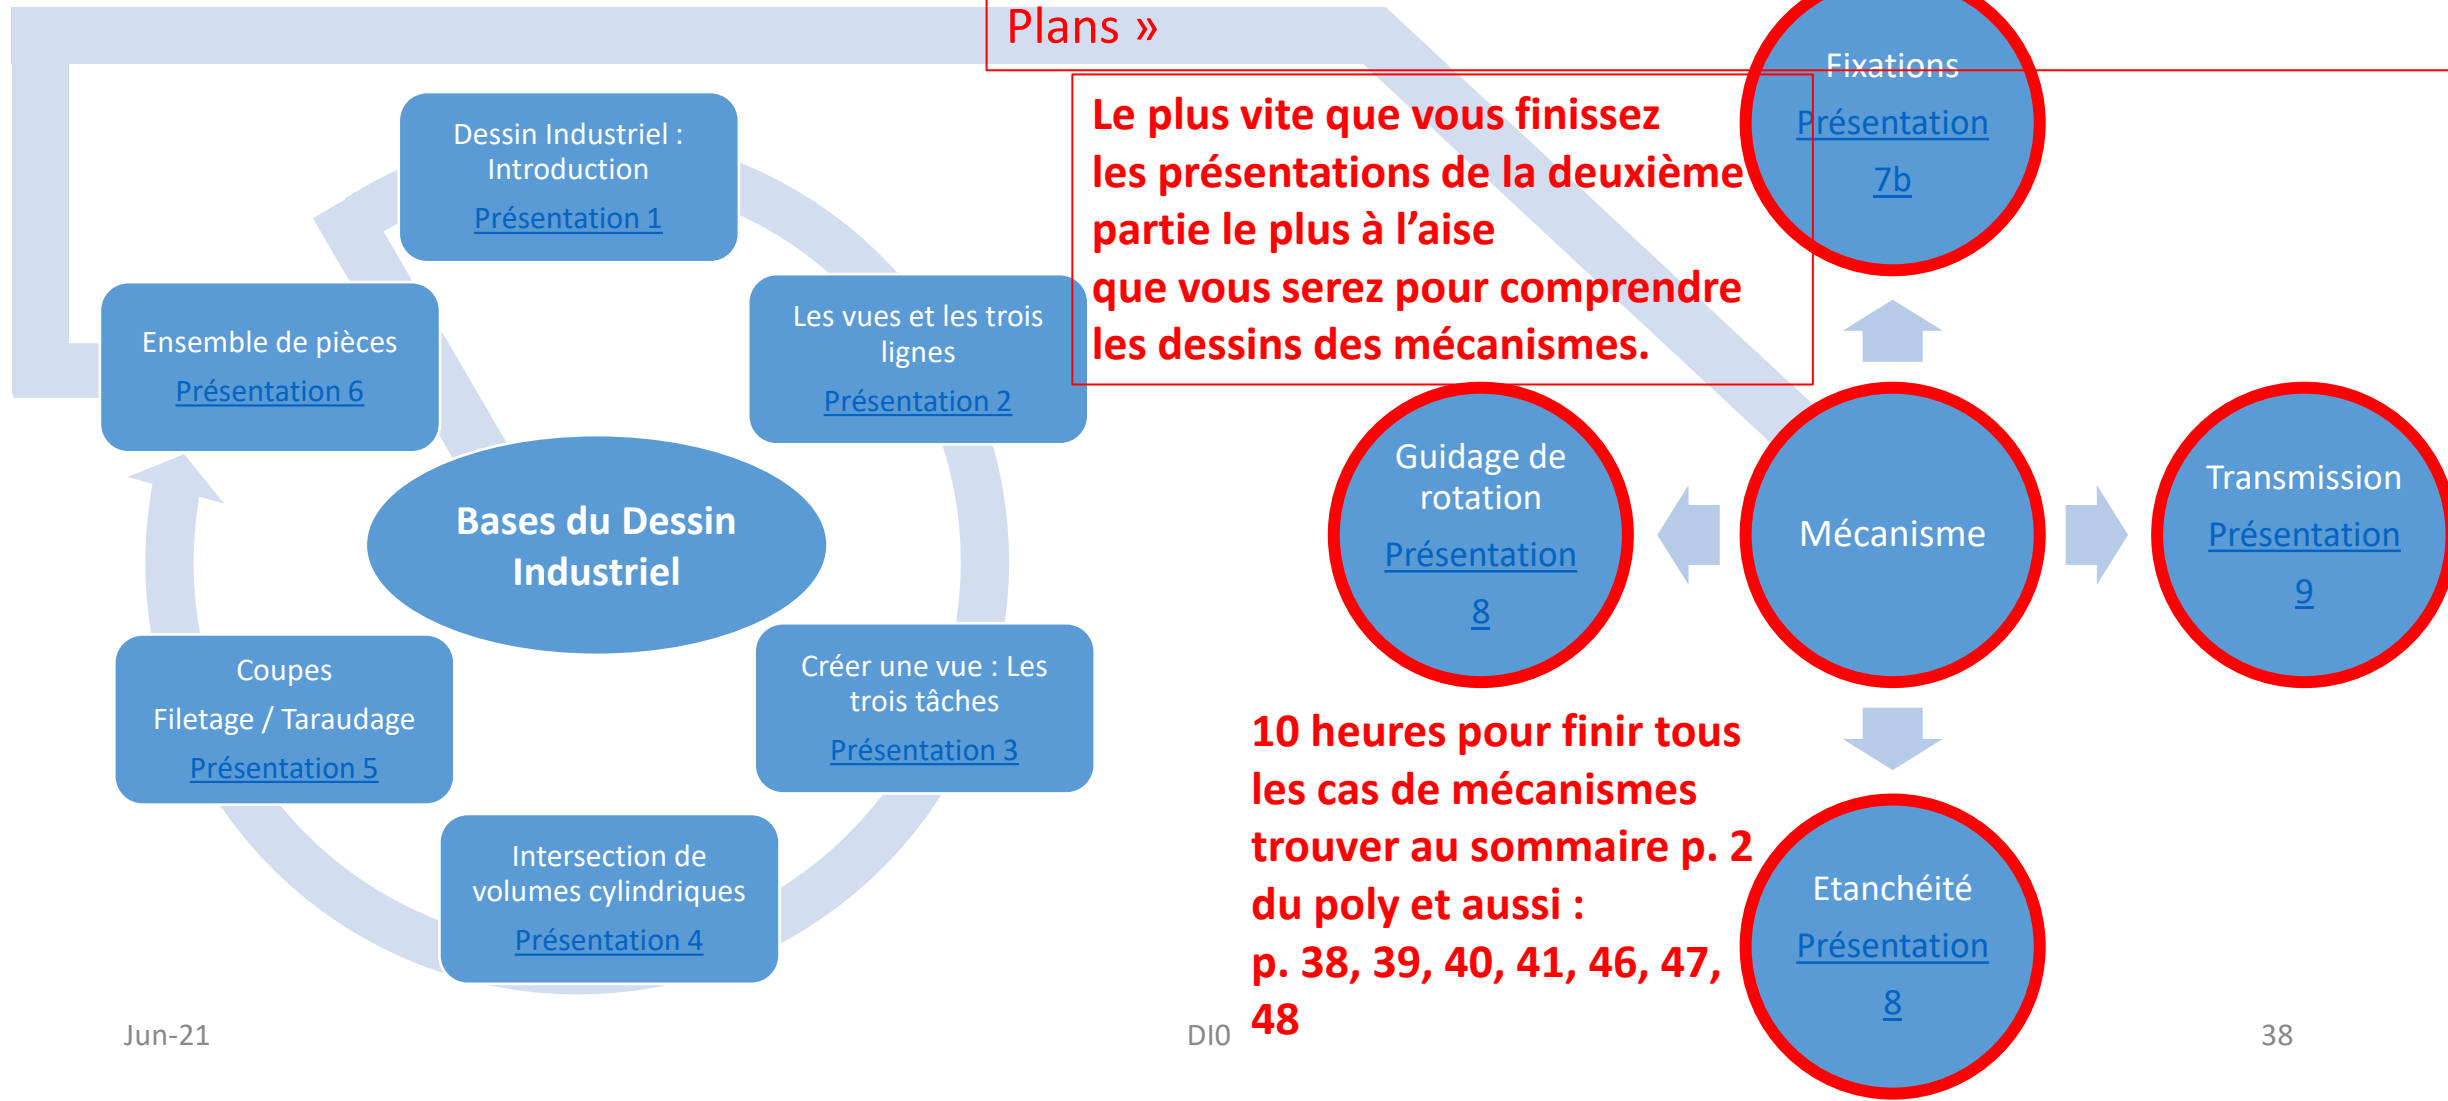 Plans »
Le plus vite que vous finissez
les présentations de la deuxième
partie le plus à l’aise
que vous serez pour comprendre
les dessins des mécanismes.
Dessin Industriel :
Introduction
Présentation 1
Les vues et les trois
lignes
Présentation 2
Créer une vue : Les
trois tâches
Présentation 3
Intersection de
volumes cylindriques
Présentation 4
Coupes
Filetage / Taraudage
Présentation 5
Ensemble de pièces
Présentation 6
Bases du Dessin
Industriel
Fixations
Présentation
7b
Guidage de
rotation
Présentation
8
Mécanisme
Transmission
Présentation
9
Etanchéité
Présentation
8
10 heures pour finir tous
les cas de mécanismes
trouver au sommaire p. 2
du poly et aussi :
p. 38, 39, 40, 41, 46, 47,
48
Jun-21
DI0
38